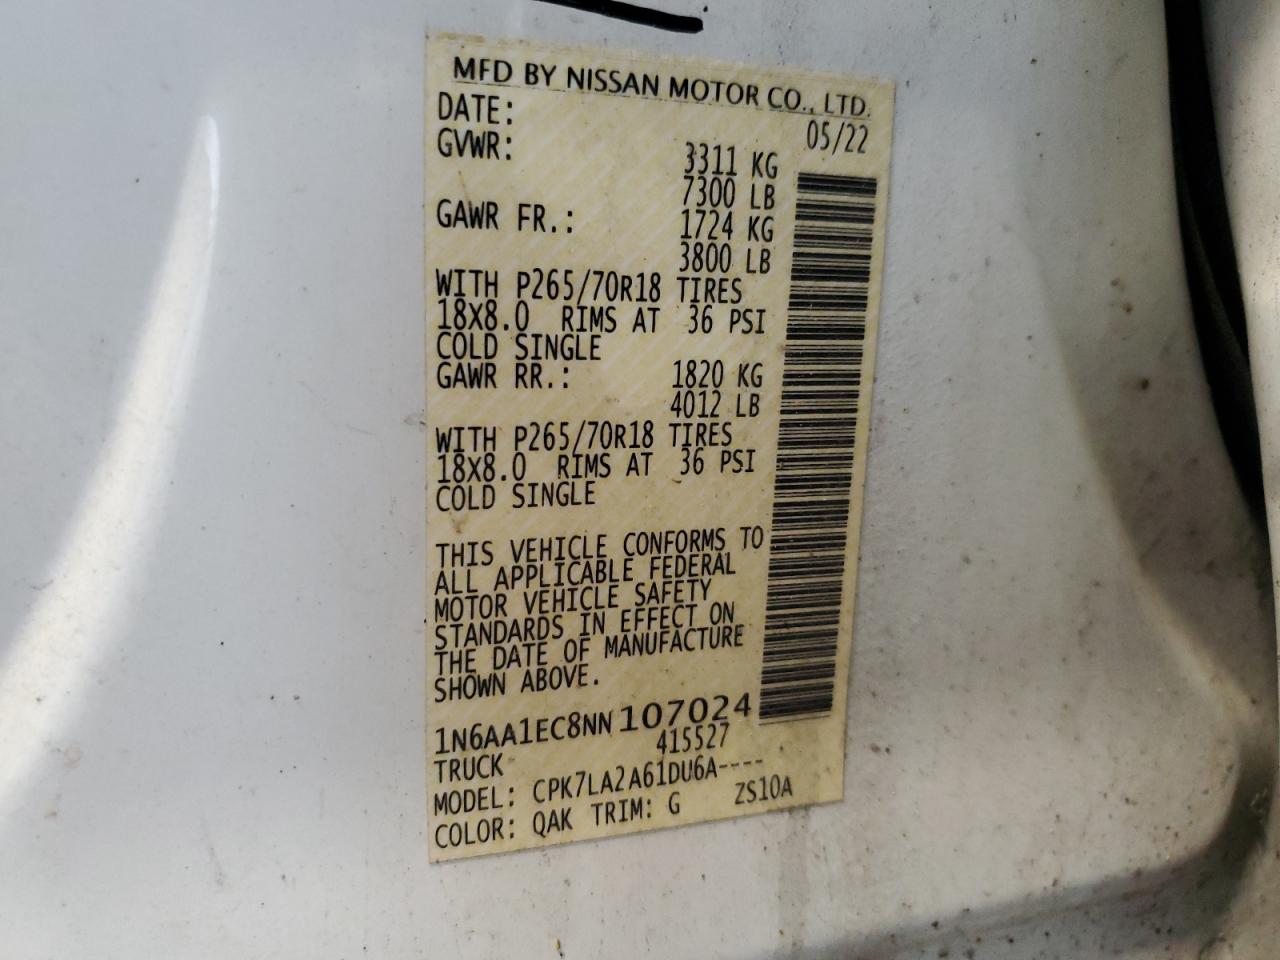 MFD BY NISSAN MOTOR CO., LTD.
DATE: 05/22
GVWR: 3311 KG
7300 LB
GAWR FR.: 1724 KG
3800 LB
WITH P265/70R18 TIRES
18X8.0 RIMS AT 36 PSI
COLD SINGLE
GAWR RR.: 1820 KG
4012 LB
WITH P265/70R18 TIRES
18X8.0 RIMS AT 36 PSI
COLD SINGLE
THIS VEHICLE CONFORMS TO
ALL APPLICABLE FEDERAL
MOTOR VEHICLE SAFETY
STANDARDS IN EFFECT ON
THE DATE OF MANUFACTURE
SHOWN ABOVE.
1N6AA1EC8NN107024
TRUCK 415527
MODEL: CPK7LA2A61DU6A----
COLOR: QAK TRIM: G ZS10A